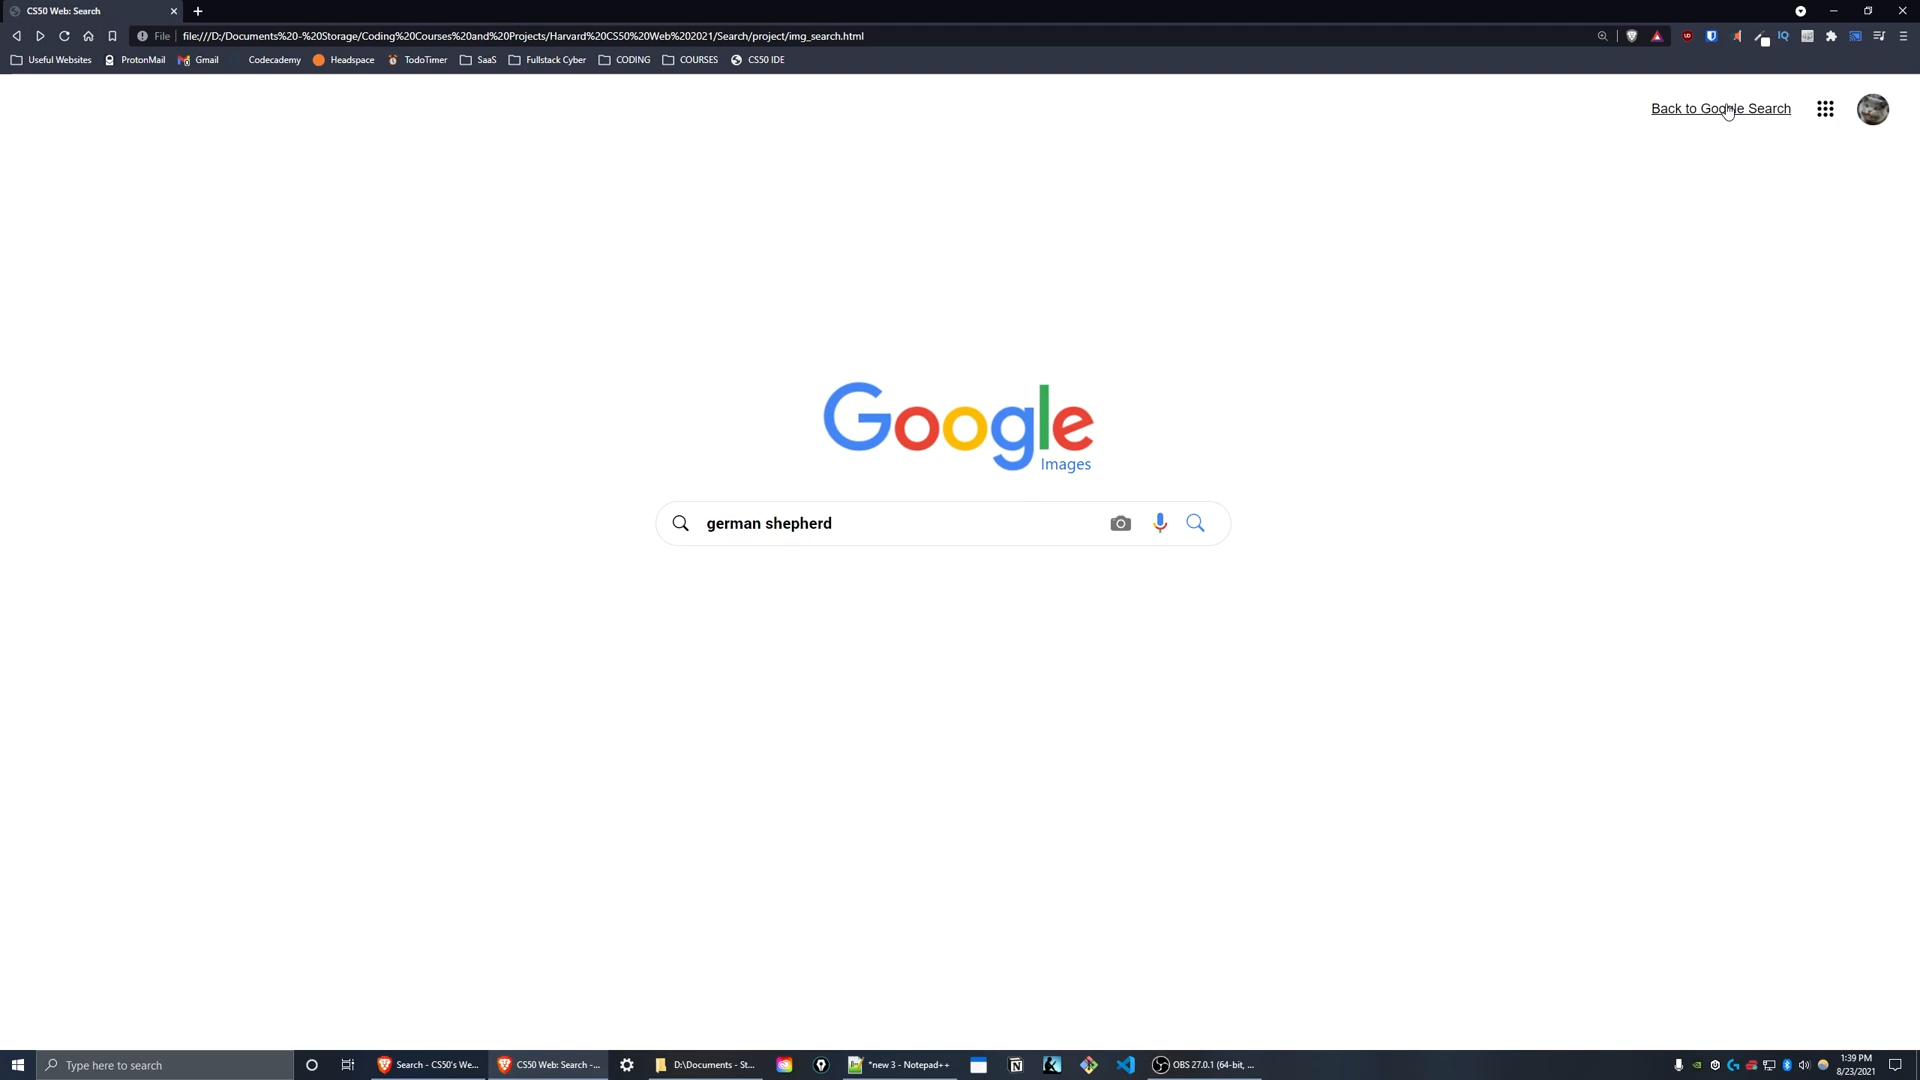 CS50 Web: Search
File
file:///D:/Documents%20-%20Storage/Coding%20Courses%20and%20Projects/Harvard%20CS50%20Web%202021/Search/project/img_search.html
Useful Websites ProtonMail Gmail Codecademy Headspace TodoTimer SaaS Fullstack Cyber CODING COURSES CS50 IDE
Back to Google Search
Google
Images
german shepherd
Type here to search
Search - CS50's We...
CS50 Web: Search -...
D:\Documents - St...
*new 3 - Notepad++
OBS 27.0.1 (64-bit, ...
1:39 PM
8/23/2021